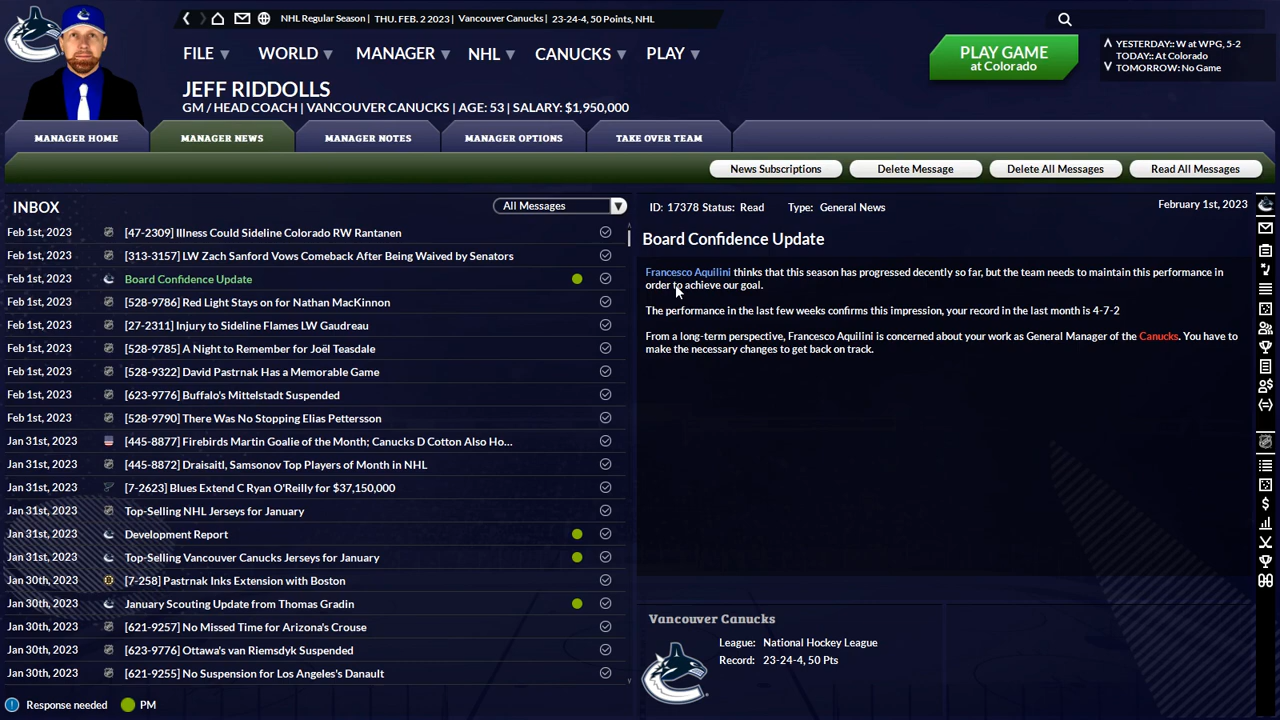 NHL Regular Season | THU. FEB. 2 2023 | Vancouver Canucks | 23-24-4, 50 Points, NHL
FILE WORLD MANAGER NHL CANUCKS PLAY
PLAY GAME
at Colorado
YESTERDAY:: W at WPG, 5-2
TODAY:: At Colorado
TOMORROW: No Game
JEFF RIDDOLLS
GM / HEAD COACH | VANCOUVER CANUCKS | AGE: 53 | SALARY: $1,950,000
MANAGER HOME MANAGER NEWS MANAGER NOTES MANAGER OPTIONS TAKE OVER TEAM
News Subscriptions Delete Message Delete All Messages Read All Messages
INBOX All Messages
Feb 1st, 2023 [47-2309] Illness Could Sideline Colorado RW Rantanen
Feb 1st, 2023 [313-3157] LW Zach Sanford Vows Comeback After Being Waived by Senators
Feb 1st, 2023 Board Confidence Update
Feb 1st, 2023 [528-9786] Red Light Stays on for Nathan MacKinnon
Feb 1st, 2023 [27-2311] Injury to Sideline Flames LW Gaudreau
Feb 1st, 2023 [528-9785] A Night to Remember for Joël Teasdale
Feb 1st, 2023 [528-9322] David Pastrnak Has a Memorable Game
Feb 1st, 2023 [623-9776] Buffalo's Mittelstadt Suspended
Feb 1st, 2023 [528-9790] There Was No Stopping Elias Pettersson
Jan 31st, 2023 [445-8877] Firebirds Martin Goalie of the Month; Canucks D Cotton Also Ho...
Jan 31st, 2023 [445-8872] Draisaitl, Samsonov Top Players of Month in NHL
Jan 31st, 2023 [7-2623] Blues Extend C Ryan O'Reilly for $37,150,000
Jan 31st, 2023 Top-Selling NHL Jerseys for January
Jan 31st, 2023 Development Report
Jan 31st, 2023 Top-Selling Vancouver Canucks Jerseys for January
Jan 30th, 2023 [7-258] Pastrnak Inks Extension with Boston
Jan 30th, 2023 January Scouting Update from Thomas Gradin
Jan 30th, 2023 [621-9257] No Missed Time for Arizona's Crouse
Jan 30th, 2023 [623-9776] Ottawa's van Riemsdyk Suspended
Jan 30th, 2023 [621-9255] No Suspension for Los Angeles's Danault
Response needed PM
ID: 17378 Status: Read Type: General News February 1st, 2023
Board Confidence Update
Francesco Aquilini thinks that this season has progressed decently so far, but the team needs to maintain this performance in
order to achieve our goal.
The performance in the last few weeks confirms this impression, your record in the last month is 4-7-2
From a long-term perspective, Francesco Aquilini is concerned about your work as General Manager of the Canucks. You have to
make the necessary changes to get back on track.
Vancouver Canucks
League: National Hockey League
Record: 23-24-4, 50 Pts